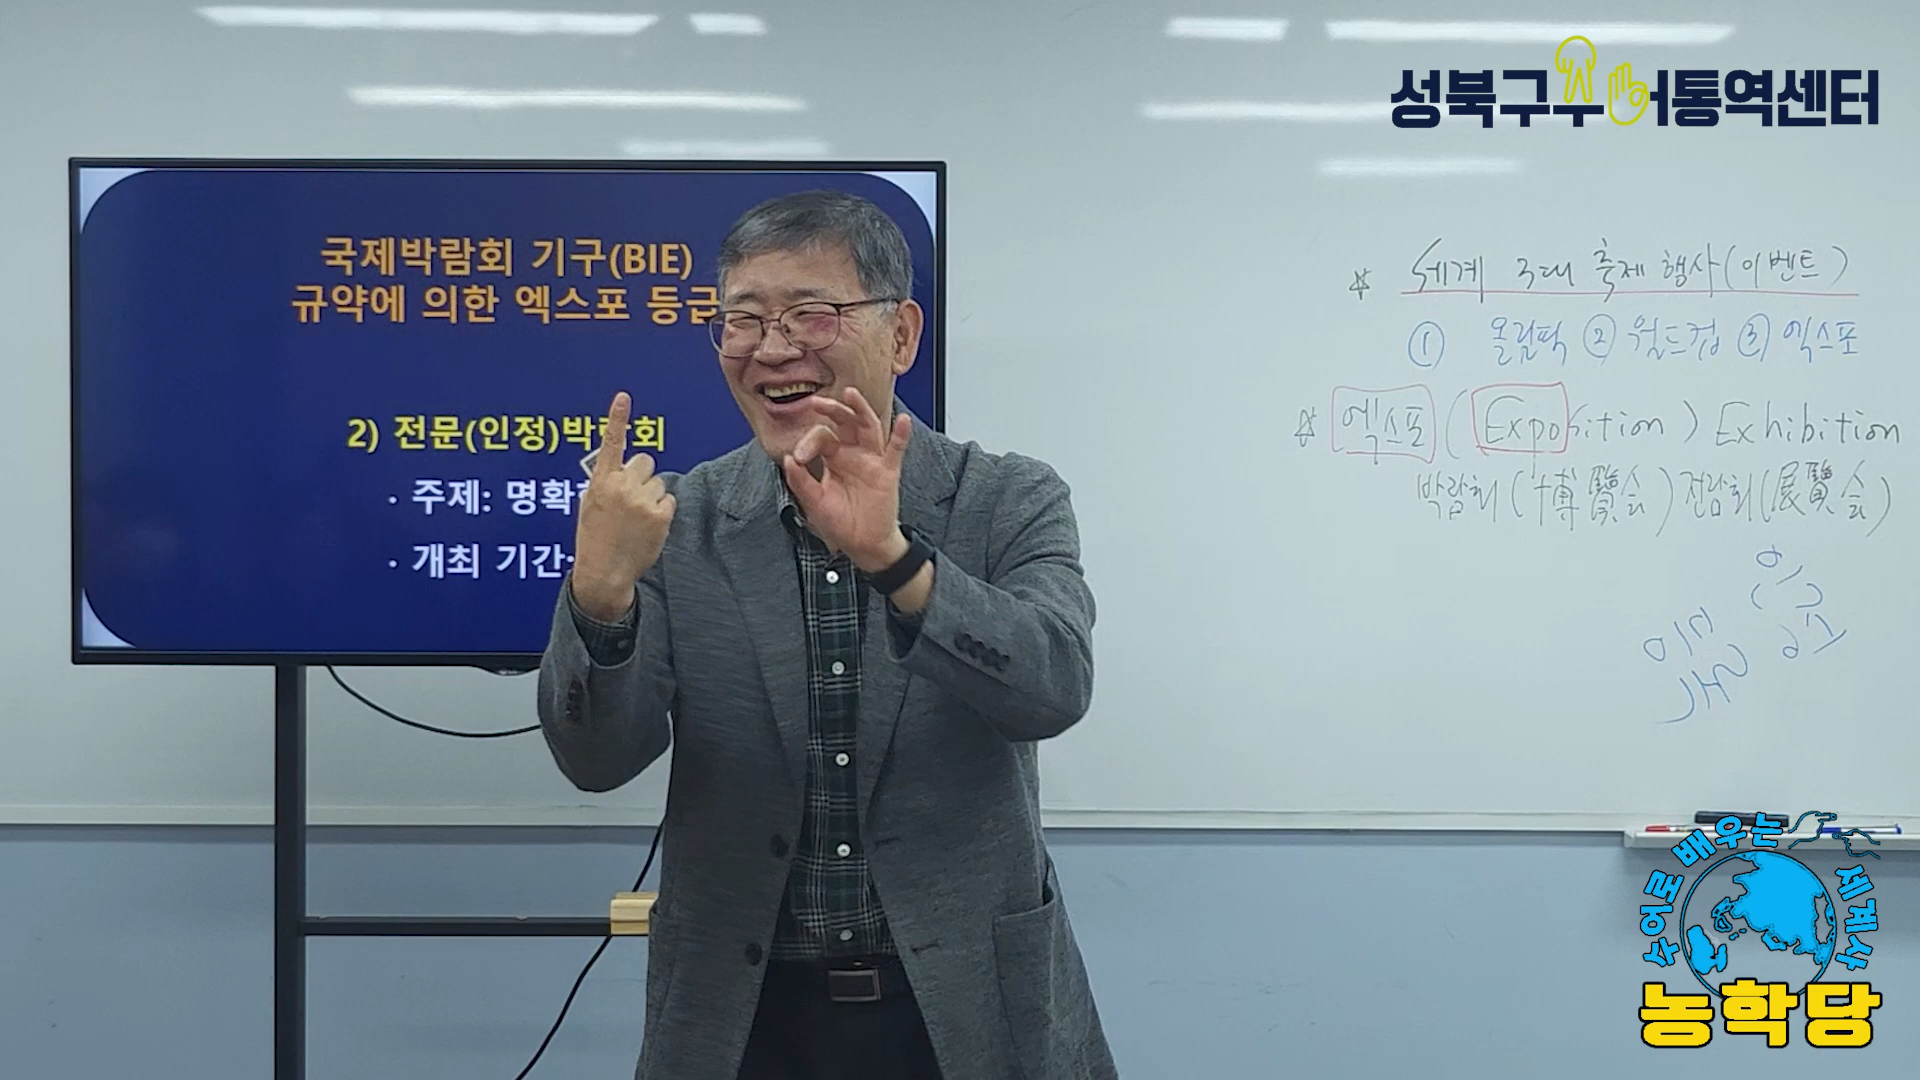 성북구수어통역센터
국제박람회 기구(BIE)
규약에 의한 엑스포 등급
2) 전문(인정)박람회
· 주제: 명확한
· 개최 기간:
☆ 세계 3대 축제 행사(이벤트)
① 올림픽 ② 월드컵 ③ 엑스포
☆ 엑스포 (Exposition) Exhibition
박람회(博覽会) 전람회(展覽会)
수어로 배우는 세계사
농학당